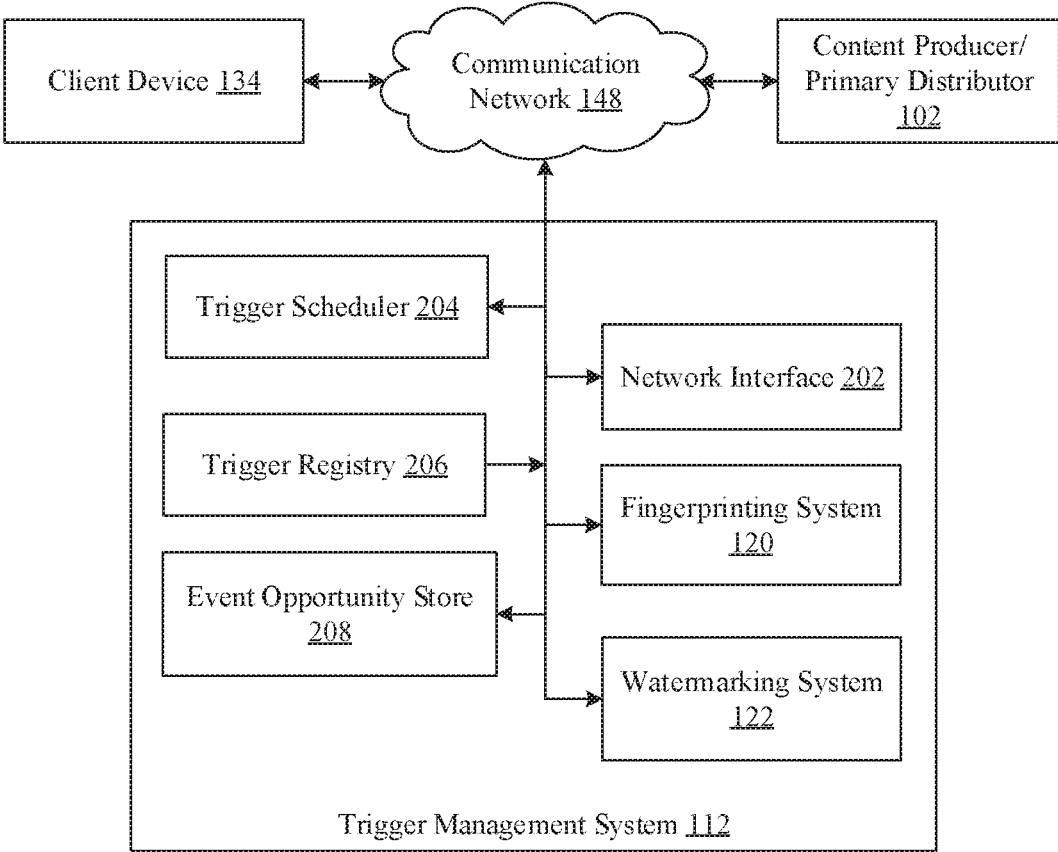 Client Device 134
Communication
Network 148
Content Producer/
Primary Distributor
102
Trigger Scheduler 204
Network Interface 202
Trigger Registry 206
Fingerprinting System
120
Event Opportunity Store
208
Watermarking System
122
Trigger Management System 112